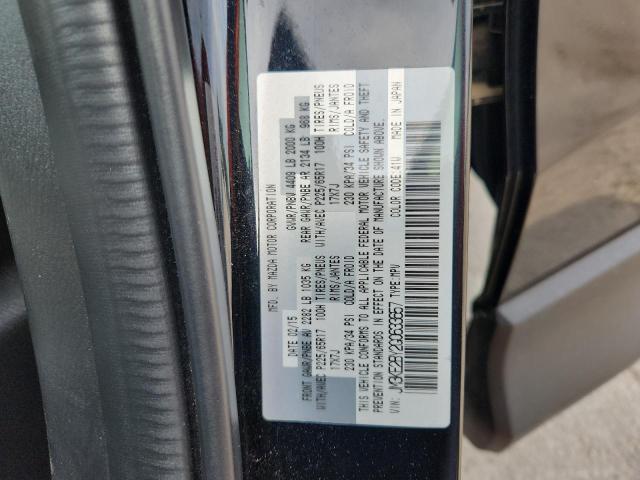 MFD. BY MAZDA MOTOR CORPORATION
DATE 02/15 GVWR/PNBV 4409 LB 2000 KG
FRONT GAWR/PNBE AV 2282 LB 1035 KG REAR GAWR/PNBE AR 2134 LB 968 KG
WITH/AVEC P225/65R17 100H TIRES/PNEUS WITH/AVEC P225/65R17 100H TIRES/PNEUS
17X7J RIMS/JANTES 17X7J RIMS/JANTES
230 KPA/34 PSI COLD/A FROID 230 KPA/34 PSI COLD/A FROID
THIS VEHICLE CONFORMS TO ALL APPLICABLE FEDERAL MOTOR VEHICLE SAFETY AND THEFT
PREVENTION STANDARDS IN EFFECT ON THE DATE OF MANUFACTURE SHOWN ABOVE.
VIN: JM3KE2BY2G0633657 TYPE:MPV COLOR CODE 41W MADE IN JAPAN